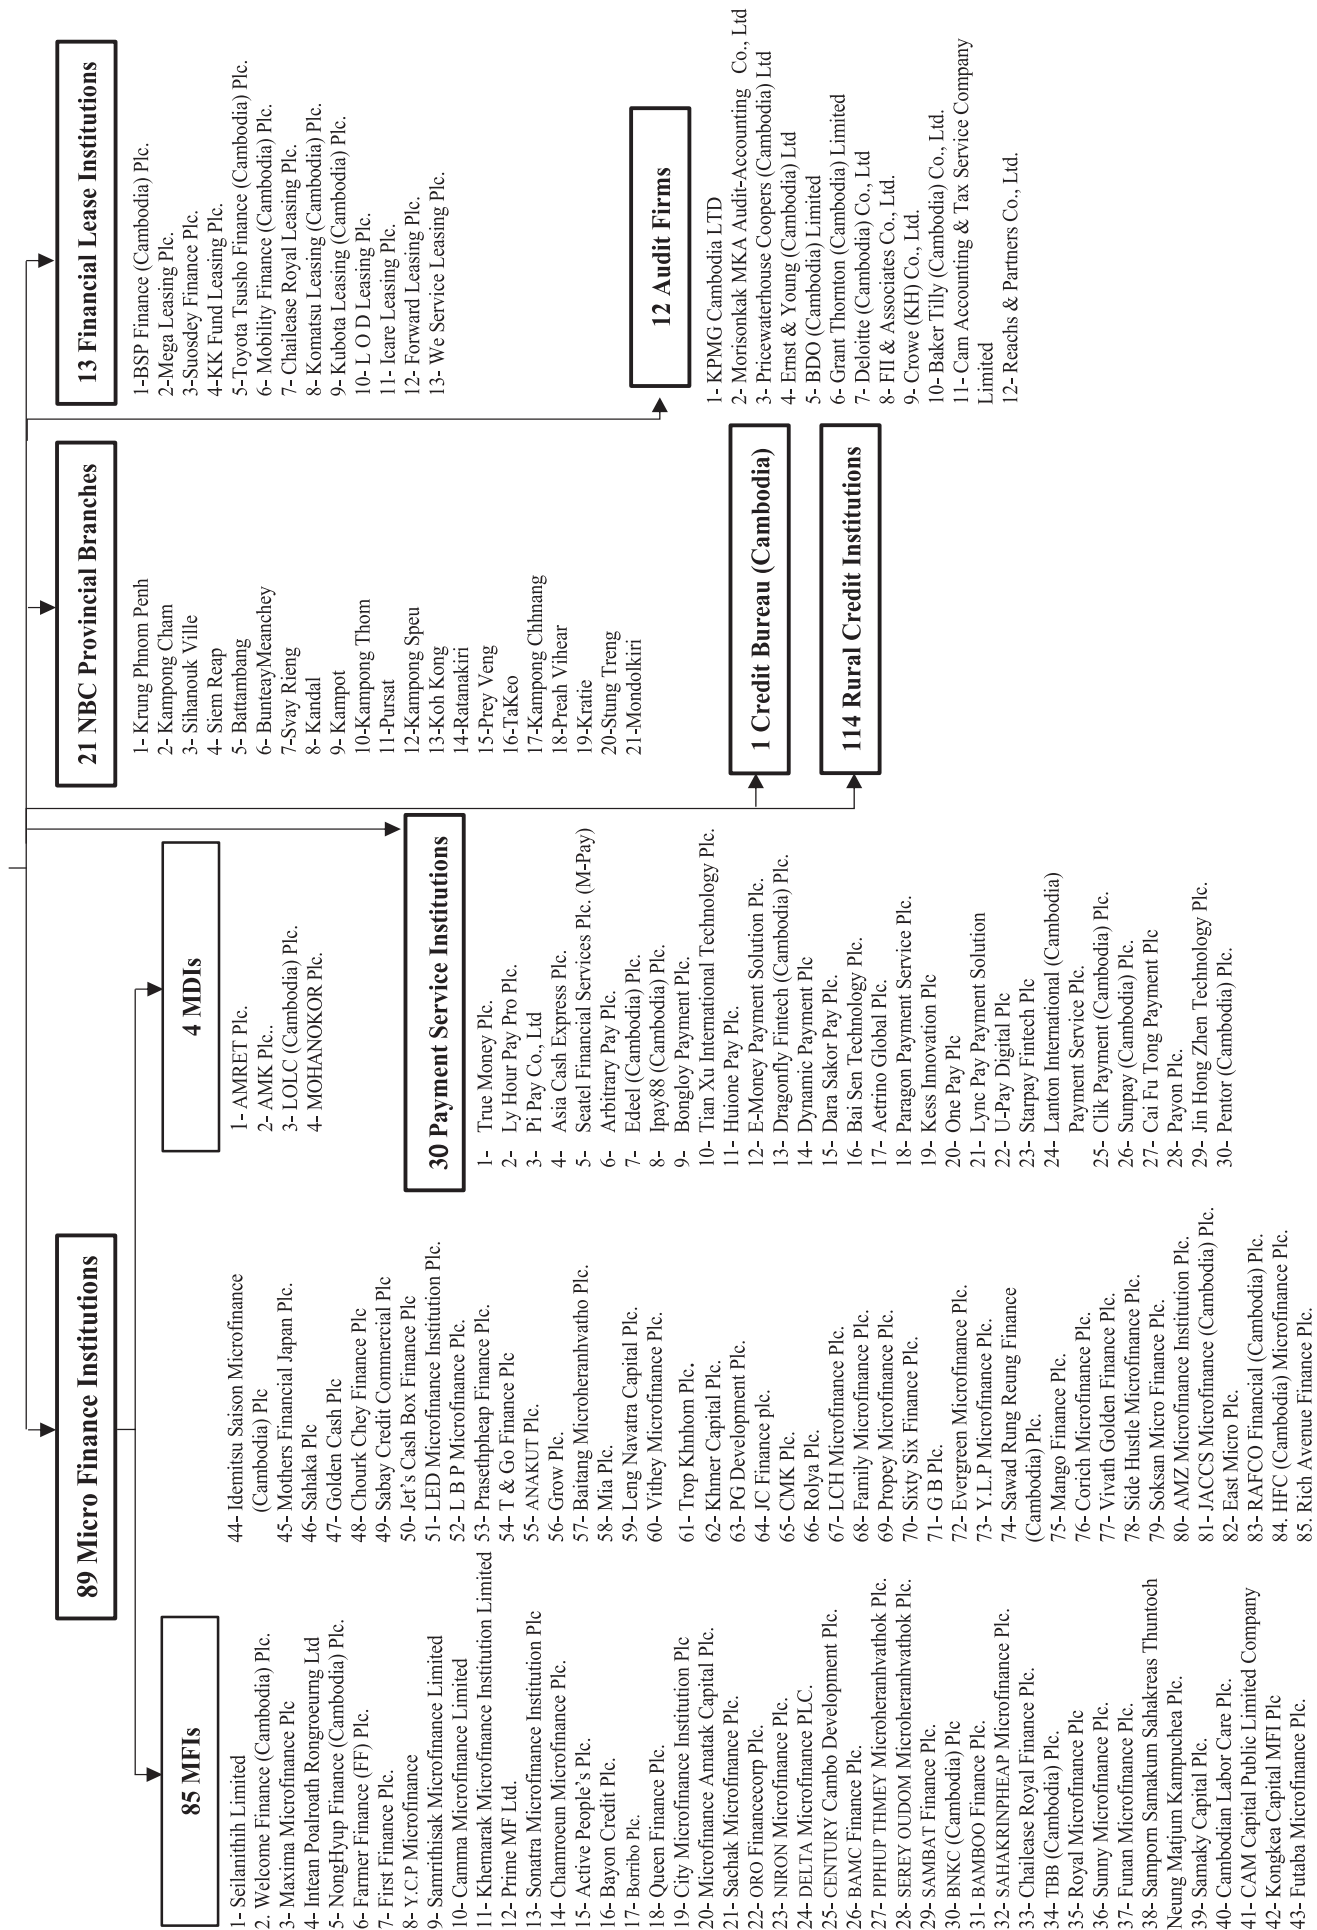 89 Micro Finance Institutions
85 MFIs
1- Seilanithih Limited
2. Welcome Finance (Cambodia) Plc.
3- Maxima Microfinance Plc
4- Intean Poalroath Rongroeurng Ltd
5- NongHyup Finance (Cambodia) Plc.
6- Farmer Finance (FF) Plc.
7- First Finance Plc.
8- Y.C.P Microfinance
9- Samrithisak Microfinance Limited
10- Camma Microfinance Limited
11- Khemarak Microfinance Institution Limited
12- Prime MF Ltd.
13- Sonatra Microfinance Institution Plc
14- Chamroeun Microfinance Plc.
15- Active People's Plc.
16- Bayon Credit Plc.
17- Boribo Plc.
18- Queen Finance Plc.
19- City Microfinance Institution Plc
20- Microfinance Amatak Capital Plc.
21- Sachak Microfinance Plc.
22- ORO Financecorp Plc.
23- NIRON Microfinance Plc.
24- DELTA Microfinance PLC.
25- CENTURY Cambo Development Plc.
26- BAMC Finance Plc.
27- PIPHUP THMEY Microheranhvathok Plc.
28- SEREY OUDOM Microheranhvathok Plc.
29- SAMBAT Finance Plc.
30- BNKC (Cambodia) Plc
31- BAMBOO Finance Plc.
32- SAHAKRINPHEAP Microfinance Plc.
33- Chailease Royal Finance Plc.
34- TBB (Cambodia) Plc.
35- Royal Microfinance Plc
36- Sunny Microfinance Plc.
37- Funan Microfinance Plc.
38- Samporn Samakum Sahakreas Thuntoch
Neung Matjum Kampuchea Plc.
39- Samaky Capital Plc.
40- Cambodian Labor Care Plc.
41- CAM Capital Public Limited Company
42- Kongkea Capital MFI Plc
43- Futaba Microfinance Plc.
44- Idemitsu Saison Microfinance
(Cambodia) Plc
45- Mothers Financial Japan Plc.
46- Sahaka Plc
47- Golden Cash Plc
48- Chourk Chey Finance Plc
49- Sabay Credit Commercial Plc
50- Jet's Cash Box Finance Plc
51- LED Microfinance Institution Plc.
52- L B P Microfinance Plc.
53- Prasethpheap Finance Plc.
54- T & Go Finance Plc
55- ANAKUT Plc.
56- Grow Plc.
57- Baitang Microheranhvatho Plc.
58- Mia Plc.
59- Leng Navatra Capital Plc.
60- Vithey Microfinance Plc.
61- Trop Khnhom Plc.
62- Khmer Capital Plc.
63- PG Development Plc.
64- JC Finance plc.
65- CMK Plc.
66- Rolya Plc.
67- LCH Microfinance Plc.
68- Family Microfinance Plc.
69- Propey Microfinance Plc.
70- Sixty Six Finance Plc.
71- G B Plc.
72- Evergreen Microfinance Plc.
73- Y.L.P Microfinance Plc.
74- Sawad Rung Reung Finance
(Cambodia) Plc.
75- Mango Finance Plc.
76- Corich Microfinance Plc.
77- Vivath Golden Finance Plc.
78- Side Hustle Microfinance Plc.
79- Soksan Micro Finance Plc.
80- AMZ Microfinance Institution Plc.
81- JACCS Microfinance (Cambodia) Plc.
82- East Micro Plc.
83- RAFCO Financial (Cambodia) Plc.
84. HFC (Cambodia) Microfinance Plc.
85. Rich Avenue Finance Plc.
4 MDIs
1- AMRET Plc.
2- AMK Plc..
3- LOLC (Cambodia) Plc.
4- MOHANOKOR Plc.
30 Payment Service Institutions
1- True Money Plc.
2- Ly Hour Pay Pro Plc.
3- Pi Pay Co., Ltd
4- Asia Cash Express Plc.
5- Seatel Financial Services Plc. (M-Pay)
6- Arbitrary Pay Plc.
7- Edeel (Cambodia) Plc.
8- Ipay88 (Cambodia) Plc.
9- Bongloy Payment Plc.
10- Tian Xu International Technology Plc.
11- Huione Pay Plc.
12- E-Money Payment Solution Plc.
13- Dragonfly Fintech (Cambodia) Plc.
14- Dynamic Payment Plc
15- Dara Sakor Pay Plc.
16- Bai Sen Technology Plc.
17- Aetrino Global Plc.
18- Paragon Payment Service Plc.
19- Kess Innovation Plc
20- One Pay Plc
21- Lync Pay Payment Solution
22- U-Pay Digital Plc
23- Starpay Fintech Plc
24- Lanton International (Cambodia)
Payment Service Plc.
25- Clik Payment (Cambodia) Plc.
26- Sunpay (Cambodia) Plc.
27- Cai Fu Tong Payment Plc
28- Payon Plc.
29- Jin Hong Zhen Technology Plc.
30- Pentor (Cambodia) Plc.
21 NBC Provincial Branches
1- Krung Phnom Penh
2- Kampong Cham
3- Sihanouk Ville
4- Siem Reap
5- Battambang
6- BunteayMeanchey
7-Svay Rieng
8- Kandal
9- Kampot
10-Kampong Thom
11-Pursat
12-Kampong Speu
13-Koh Kong
14-Ratanakiri
15-Prey Veng
16-TaKeo
17-Kampong Chhnang
18-Preah Vihear
19-Kratie
20-Stung Treng
21-Mondolkiri
1 Credit Bureau (Cambodia)
114 Rural Credit Institutions
13 Financial Lease Institutions
1-BSP Finance (Cambodia) Plc.
2-Mega Leasing Plc.
3-Suosdey Finance Plc.
4-KK Fund Leasing Plc.
5-Toyota Tsusho Finance (Cambodia) Plc.
6- Mobility Finance (Cambodia) Plc.
7- Chailease Royal Leasing Plc.
8- Komatsu Leasing (Cambodia) Plc.
9- Kubota Leasing (Cambodia) Plc.
10- L O D Leasing Plc.
11- Icare Leasing Plc.
12- Forward Leasing Plc.
13- We Service Leasing Plc.
12 Audit Firms
1- KPMG Cambodia LTD
2- Morisonkak MKA Audit-Accounting Co., Ltd
3- Pricewaterhouse Coopers (Cambodia) Ltd
4- Ernst & Young (Cambodia) Ltd
5- BDO (Cambodia) Limited
6- Grant Thornton (Cambodia) Limited
7- Deloitte (Cambodia) Co., Ltd
8- FII & Associates Co., Ltd.
9- Crowe (KH) Co., Ltd.
10- Baker Tilly (Cambodia) Co., Ltd.
11- Cam Accounting & Tax Service Company
Limited
12- Reachs & Partners Co., Ltd.